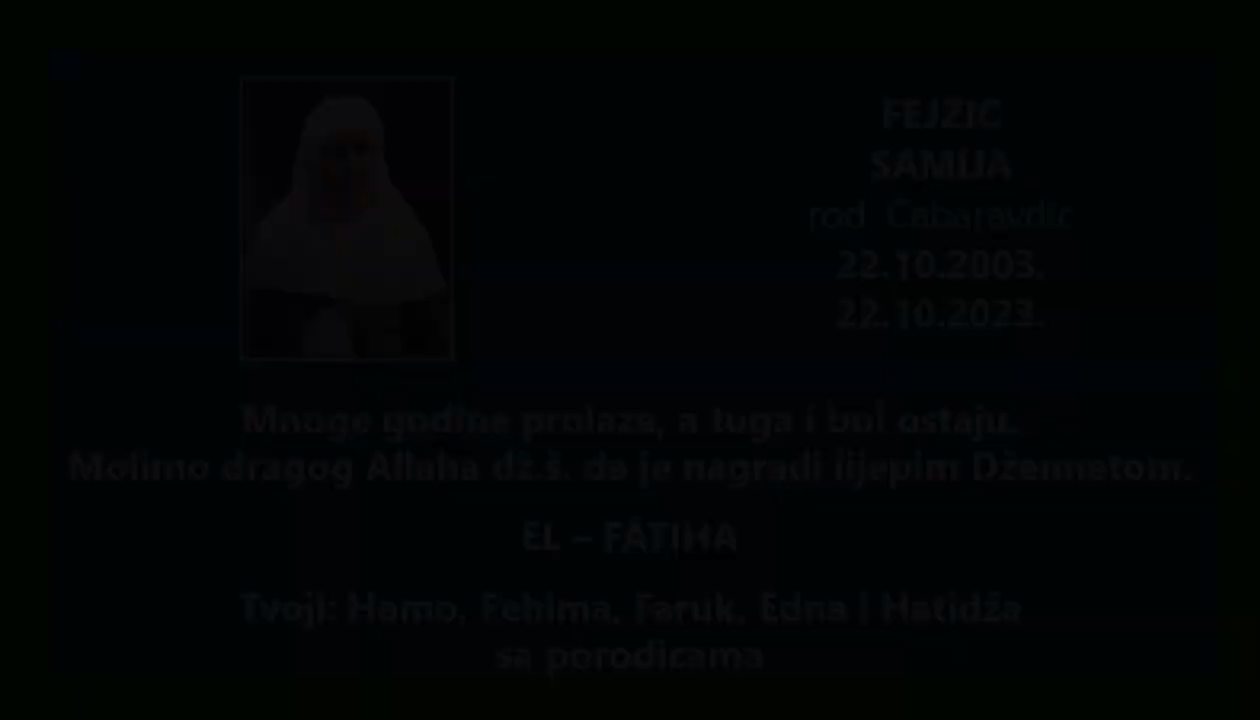 FEJZIC
SAMIJA
rod. Čabaravdić
22.10.2003.
22.10.2023.
Mnoge godine prolaze, a tuga i bol ostaju.
Molimo dragog Allaha dž.š. da je nagradi lijepim Džennetom.
EL – FATIHA
Tvoji: Hamo, Fehima, Faruk, Edna i Hatidža
sa porodicama